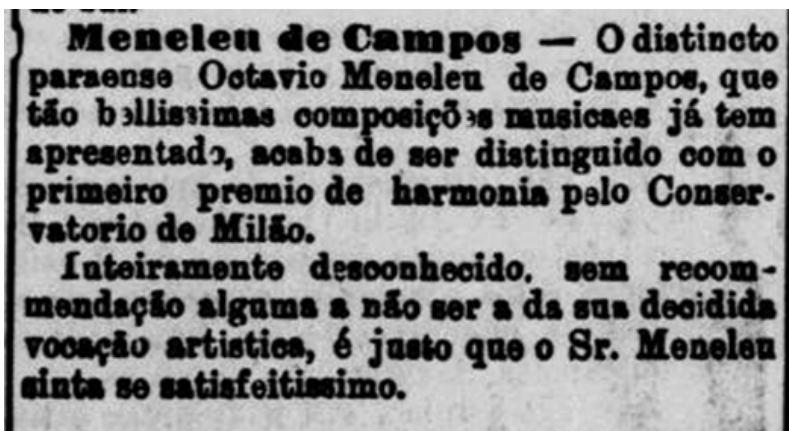 Meneleu de Campos — O distincto
paraense Octavio Meneleu de Campos, que
tão bellissimas composições musicaes já tem
apresentado, acaba de ser distinguido com o
primeiro premio de harmonia pelo Conser-
vatorio de Milão.
Inteiramente desconhecido, sem recom-
mendação alguma a não ser a da sua decidida
vocação artistica, é justo que o Sr. Meneleu
sinta se satisfeitissimo.